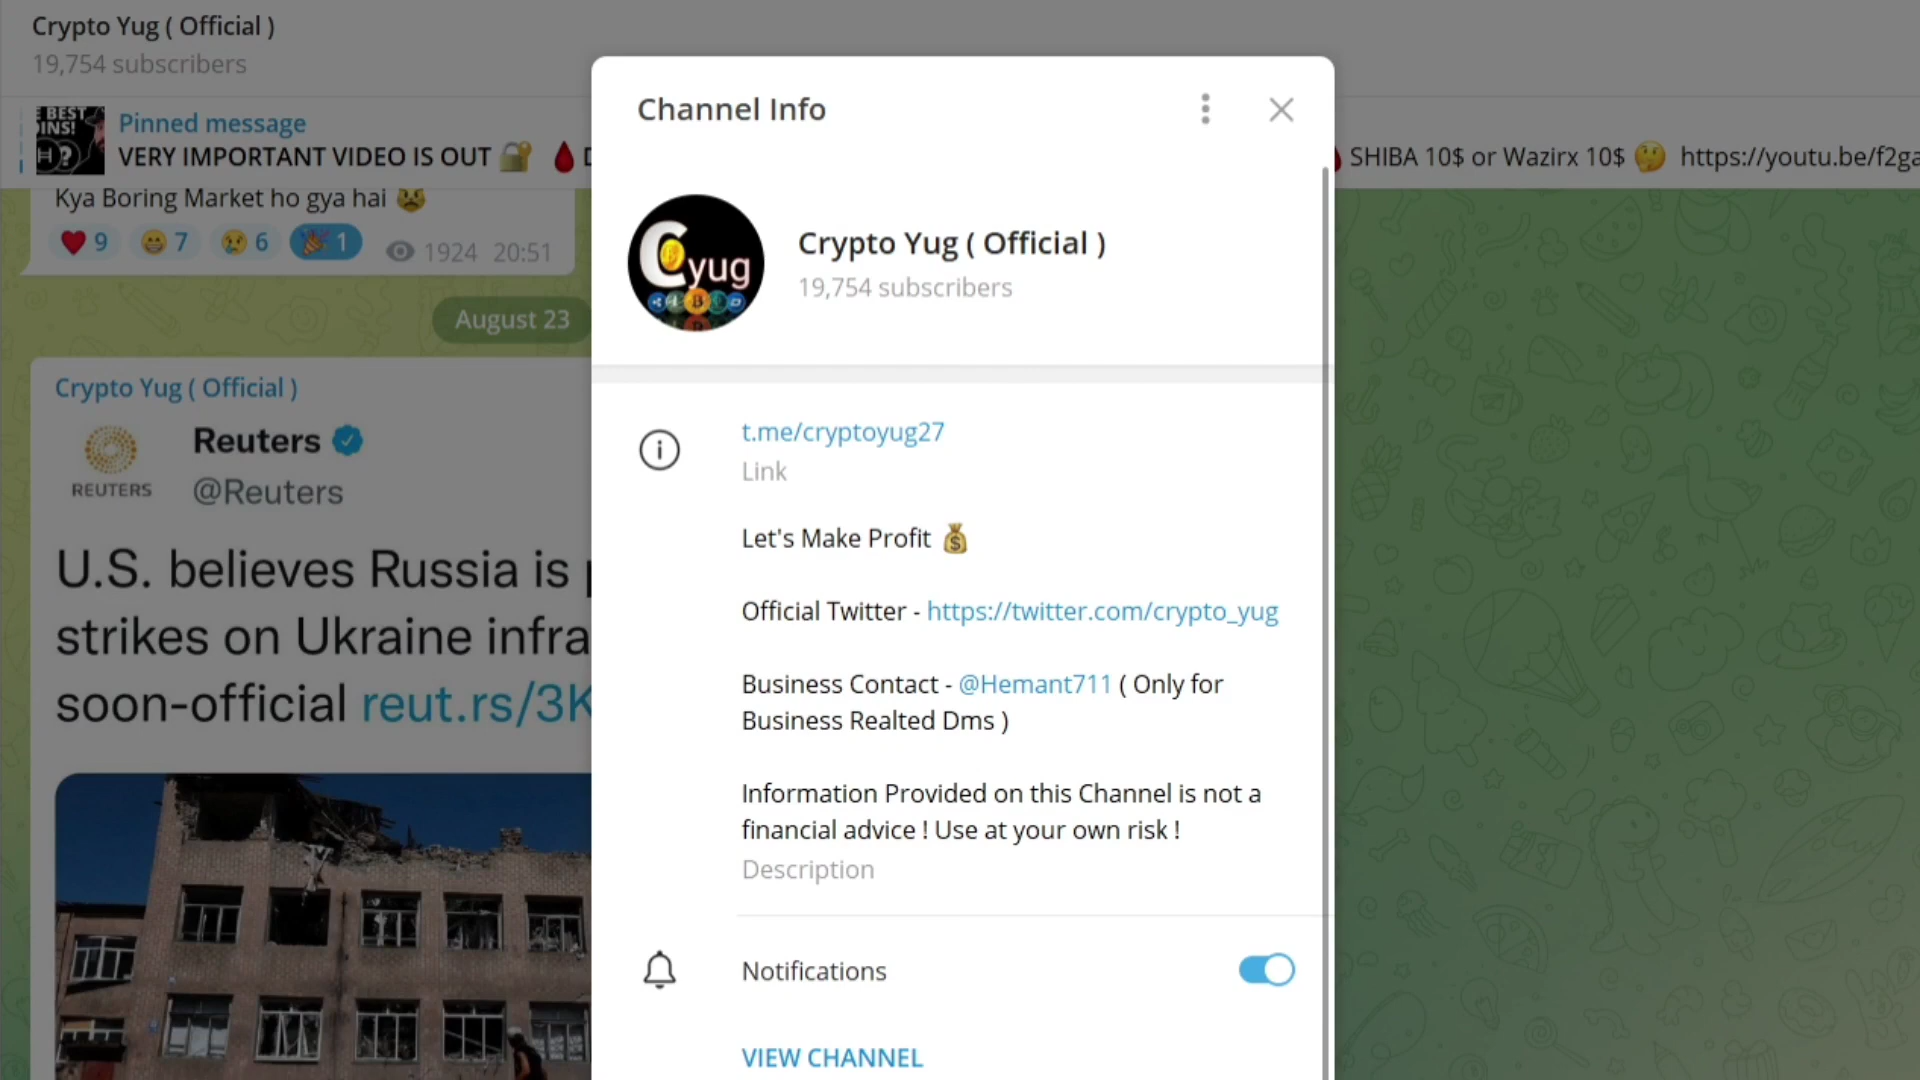 Crypto Yug ( Official )
19,754 subscribers
BEST
INS!
Pinned message
VERY IMPORTANT VIDEO IS OUT 🔐 🩸
SHIBA 10$ or Wazirx 10$ 🤔 https://youtu.be/f2ga
Kya Boring Market ho gya hai 😠
❤️ 9 😁 7 😢 6 🎉 1 1924 20:51
August 23
Crypto Yug ( Official )
REUTERS
Reuters
@Reuters
U.S. believes Russia is
strikes on Ukraine infra
soon-official reut.rs/3K
Channel Info
Cyug
Crypto Yug ( Official )
19,754 subscribers
t.me/cryptoyug27
Link
Let's Make Profit 💰
Official Twitter - https://twitter.com/crypto_yug
Business Contact - @Hemant711 ( Only for
Business Realted Dms )
Information Provided on this Channel is not a
financial advice ! Use at your own risk !
Description
Notifications
VIEW CHANNEL